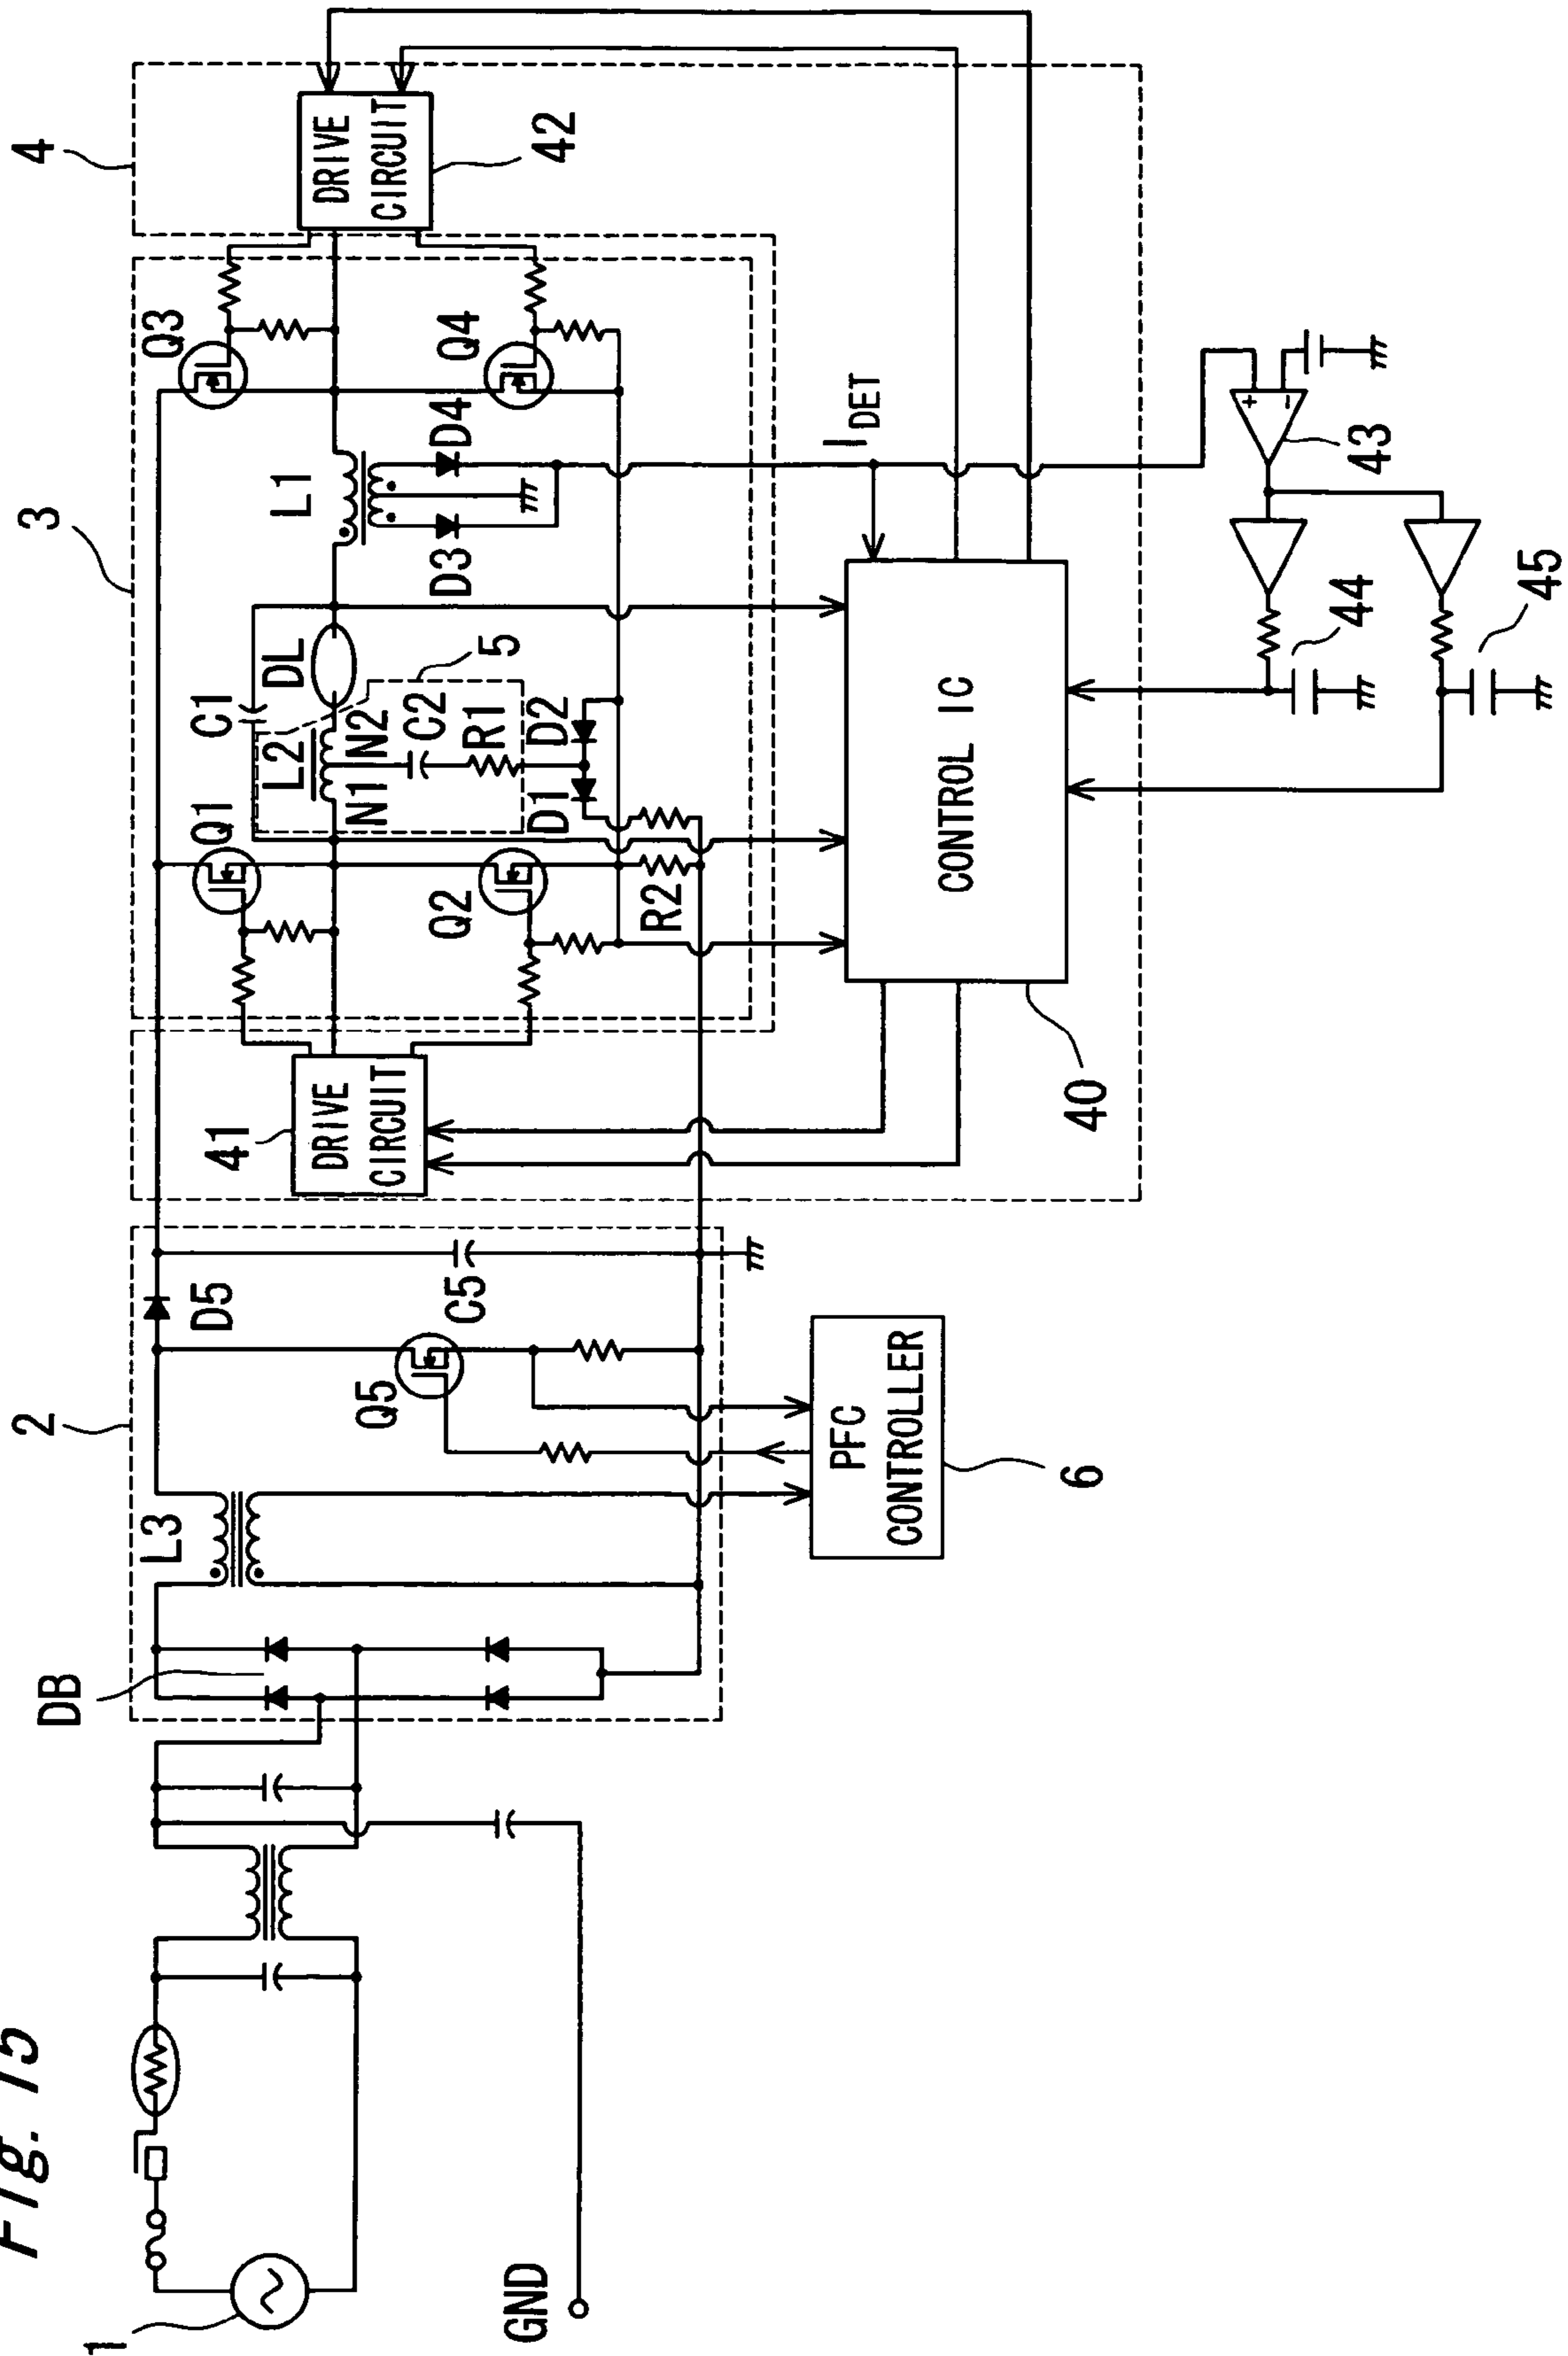 Fig. 15
1
GND
DB
2
L3
D5
Q5
C5
PFC
CONTROLLER
6
3
4
41
DRIVE
CIRCUIT
Q1
Q2
C1
L2
N1
N2
DL
5
C2
R1
D1
D2
R2
L1
D3
D4
Q3
Q4
DRIVE
CIRCUIT
42
IDET
CONTROL IC
40
43
44
45